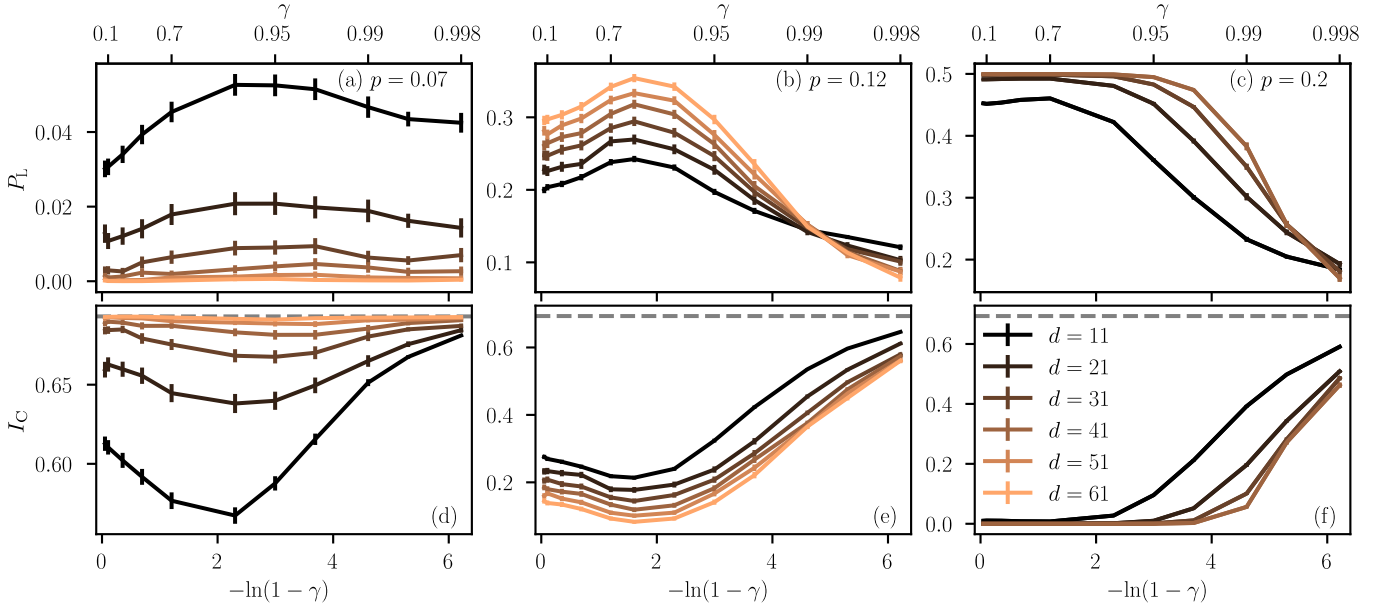 γ γ γ
0.1 0.7 0.95 0.99 0.998 0.1 0.7 0.95 0.99 0.998 0.1 0.7 0.95 0.99 0.998
(a) p = 0.07 (b) p = 0.12 (c) p = 0.2
P_L
0.04
0.02
0.00
0.3
0.2
0.1
0.5
0.4
0.3
0.2
I_C
0.65
0.60
0.6
0.4
0.2
0.6
0.4
0.2
0.0
d = 11
d = 21
d = 31
d = 41
d = 51
d = 61
(d) (e) (f)
0 2 4 6 0 2 4 6 0 2 4 6
−ln(1 − γ) −ln(1 − γ) −ln(1 − γ)